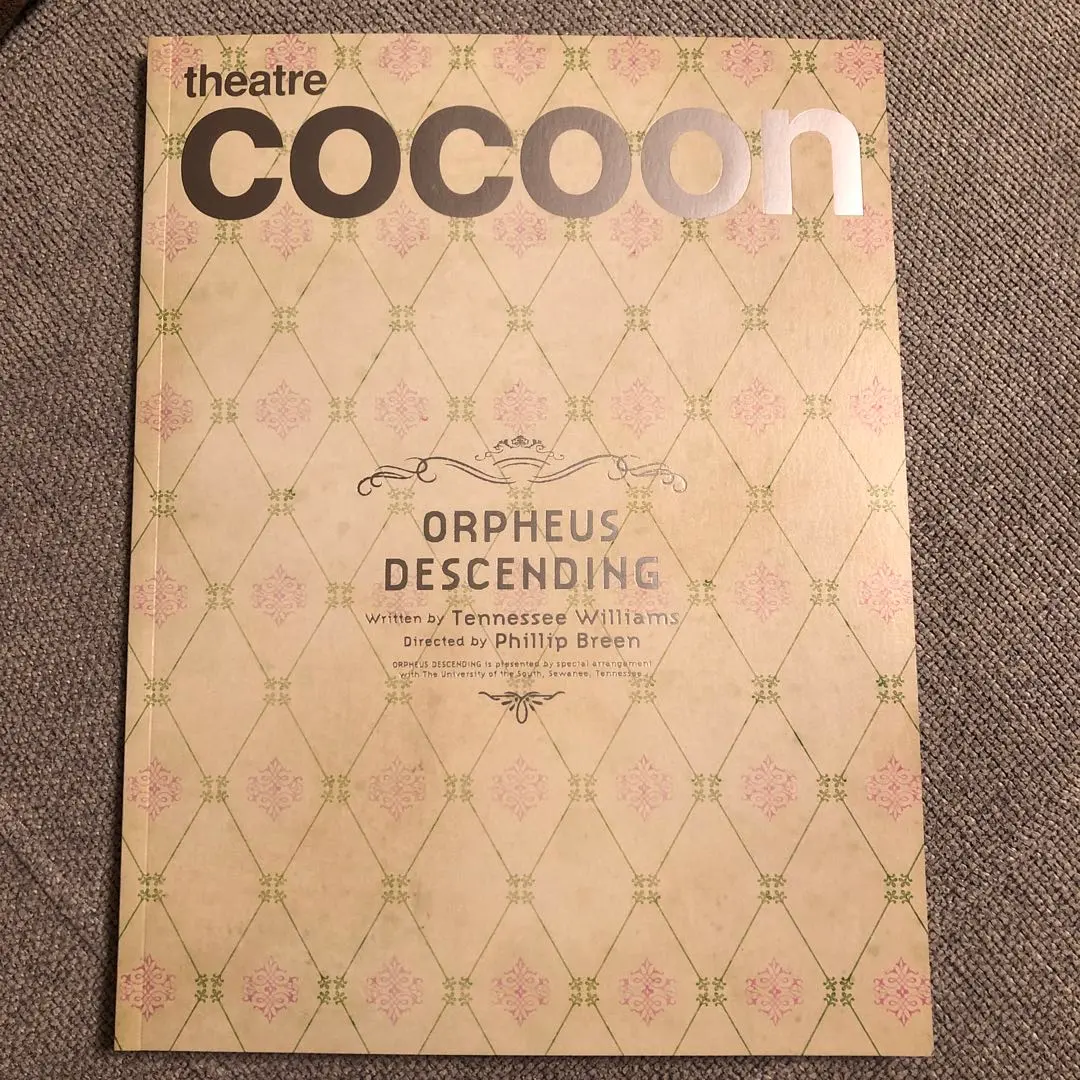 theatre
cocoon
ORPHEUS
DESCENDING
Written by Tennessee Williams
Directed by Phillip Breen
ORPHEUS DESCENDING is presented by special arrangement
with The University of the South, Sewanee, Tennessee.